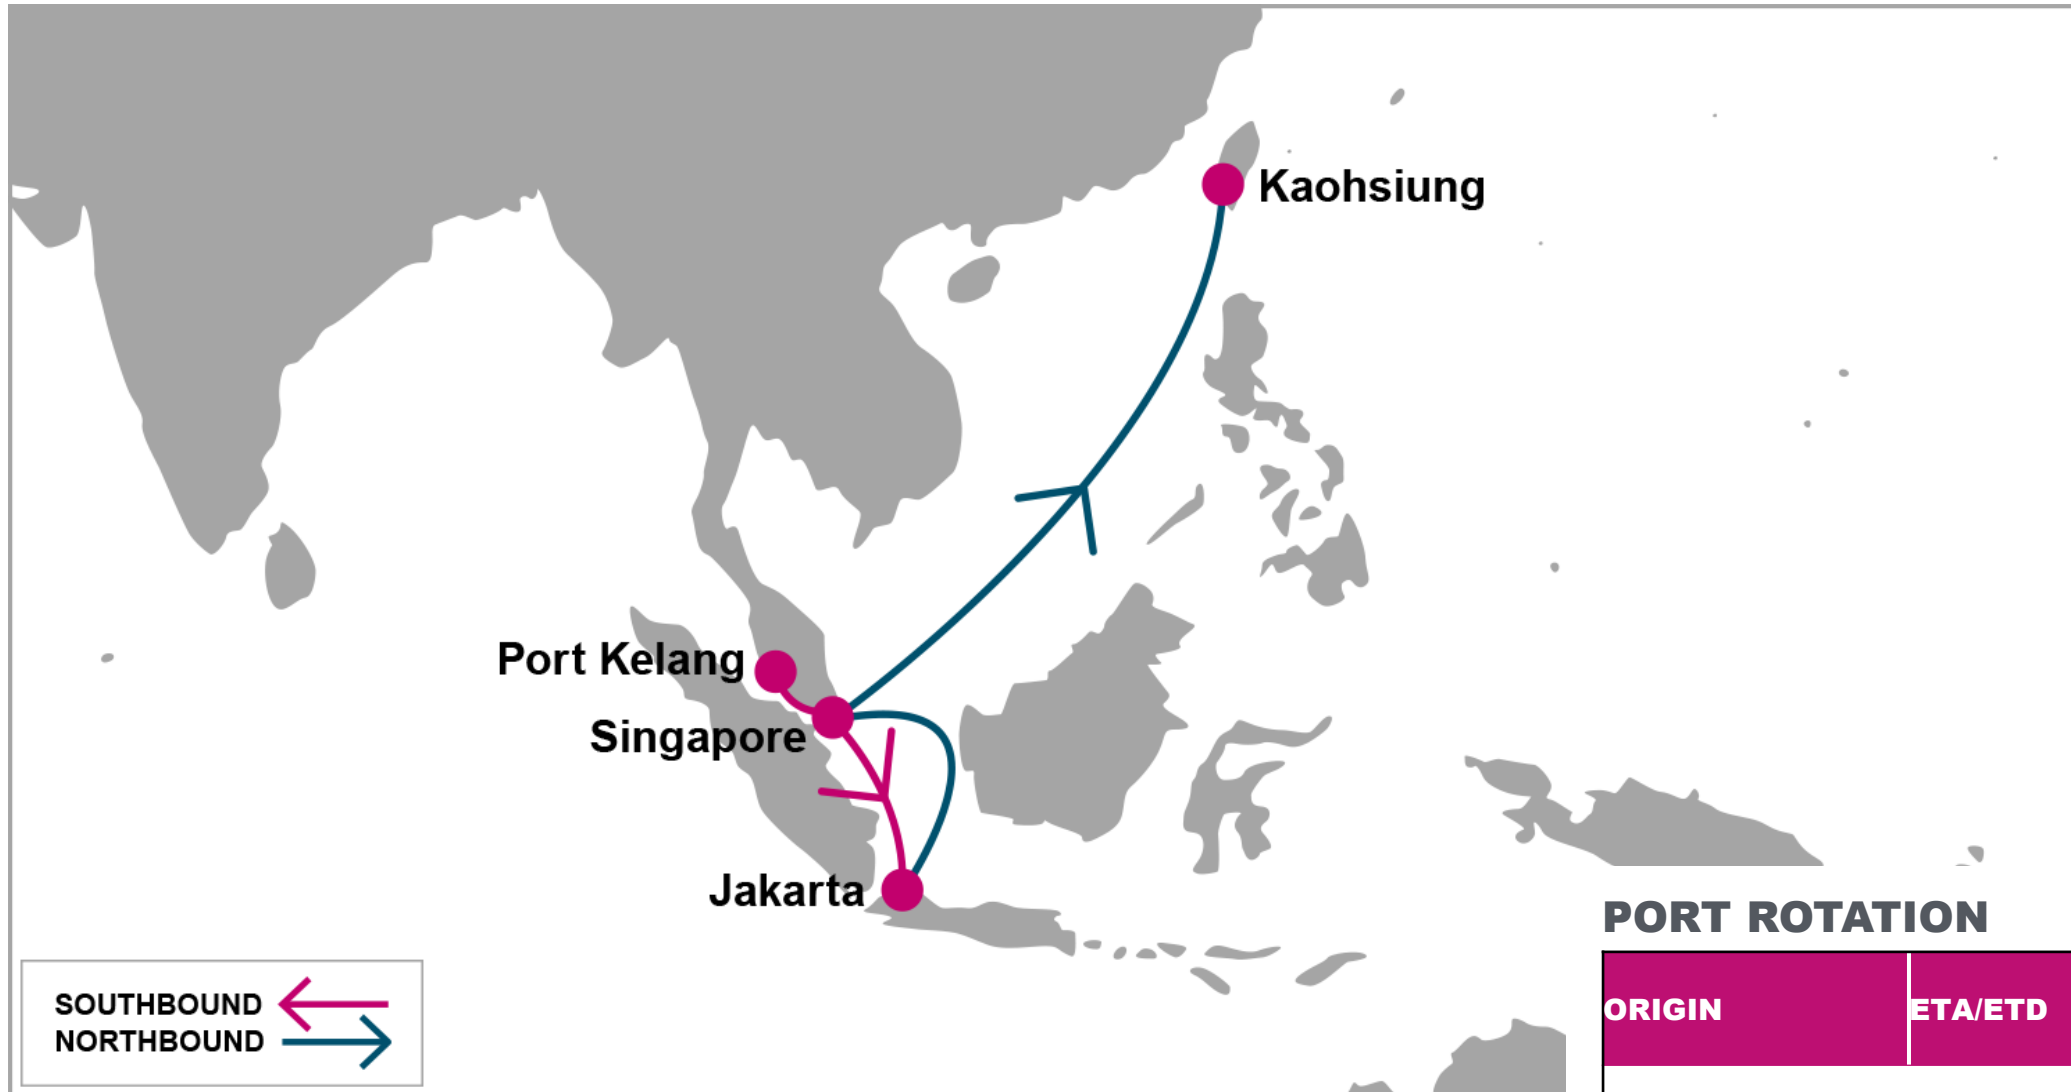 Kaohsiung
Port Kelang
Singapore
Jakarta
SOUTHBOUND
NORTHBOUND
PORT ROTATION
ORIGIN
ETA/ETD